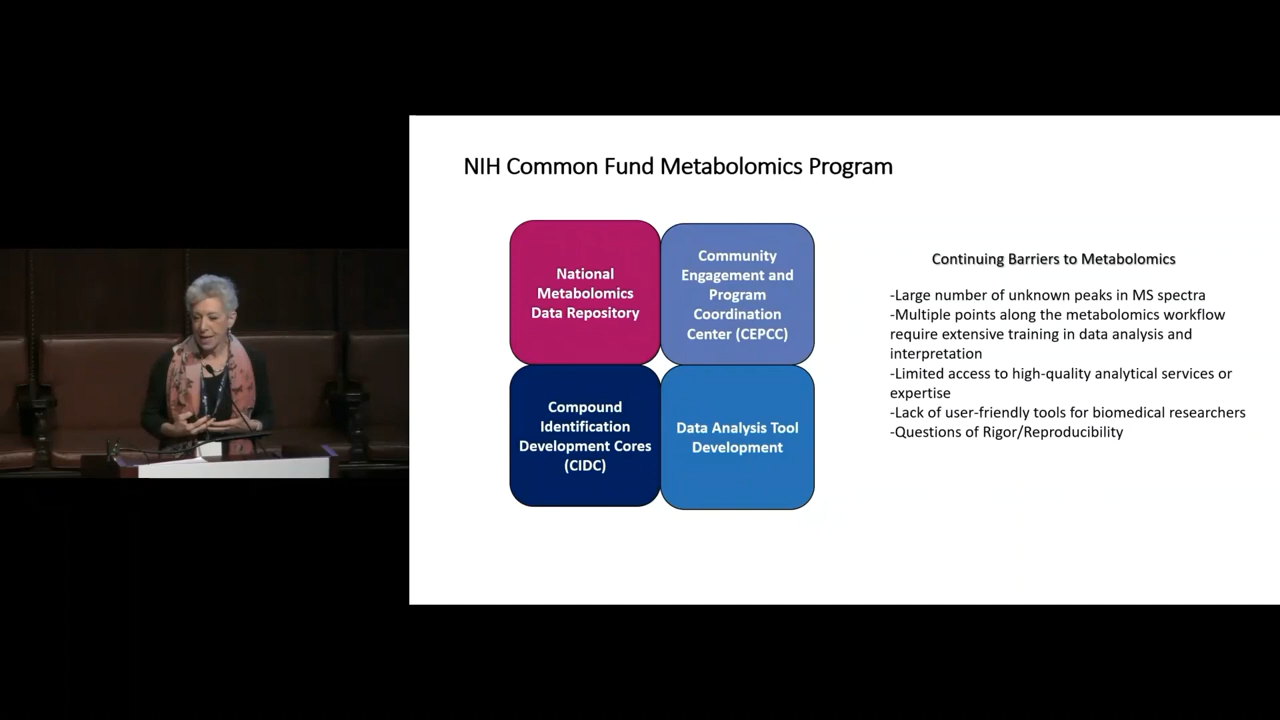 NIH Common Fund Metabolomics Program
National
Metabolomics
Data Repository
Community
Engagement and
Program
Coordination
Center (CEPCC)
Compound
Identification
Development Cores
(CIDC)
Data Analysis Tool
Development
Continuing Barriers to Metabolomics
-Large number of unknown peaks in MS spectra
-Multiple points along the metabolomics workflow
require extensive training in data analysis and
interpretation
-Limited access to high-quality analytical services or
expertise
-Lack of user-friendly tools for biomedical researchers
-Questions of Rigor/Reproducibility